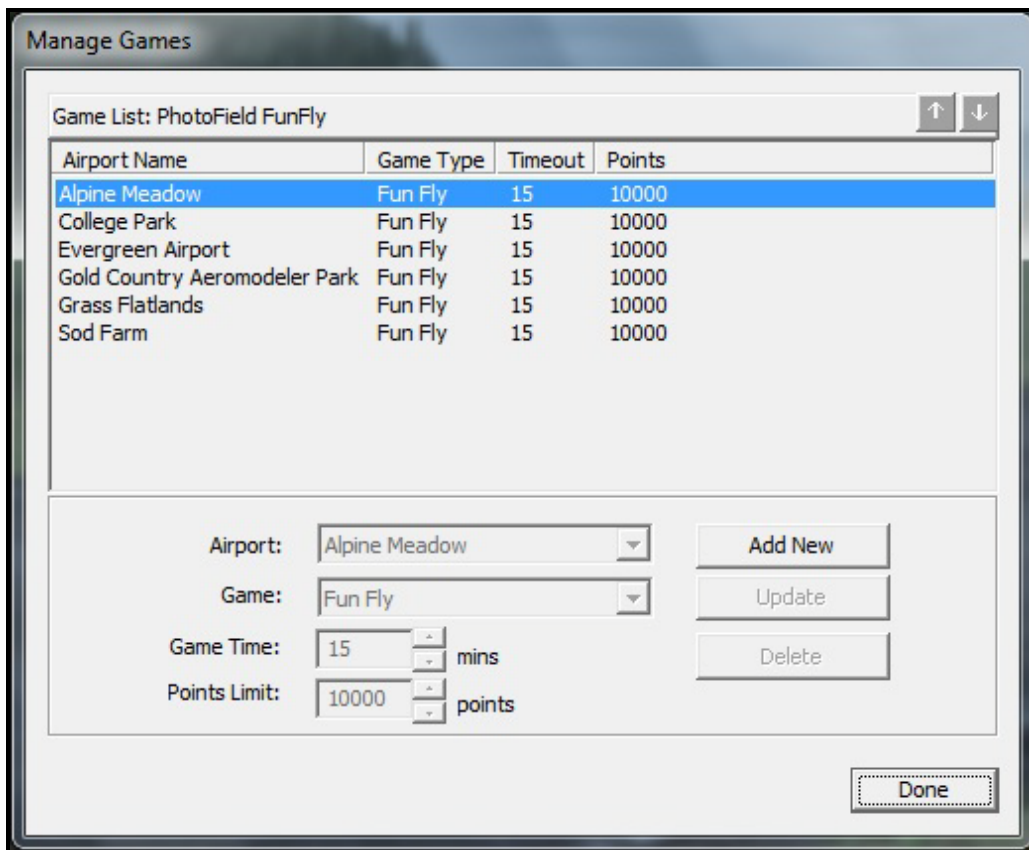 Manage Games
Game List: PhotoField FunFly
Airport Name Game Type Timeout Points
Alpine Meadow Fun Fly 15 10000
College Park Fun Fly 15 10000
Evergreen Airport Fun Fly 15 10000
Gold Country Aeromodeler Park Fun Fly 15 10000
Grass Flatlands Fun Fly 15 10000
Sod Farm Fun Fly 15 10000
Airport: Alpine Meadow Add New
Game: Fun Fly Update
Game Time: 15 mins Delete
Points Limit: 10000 points
Done